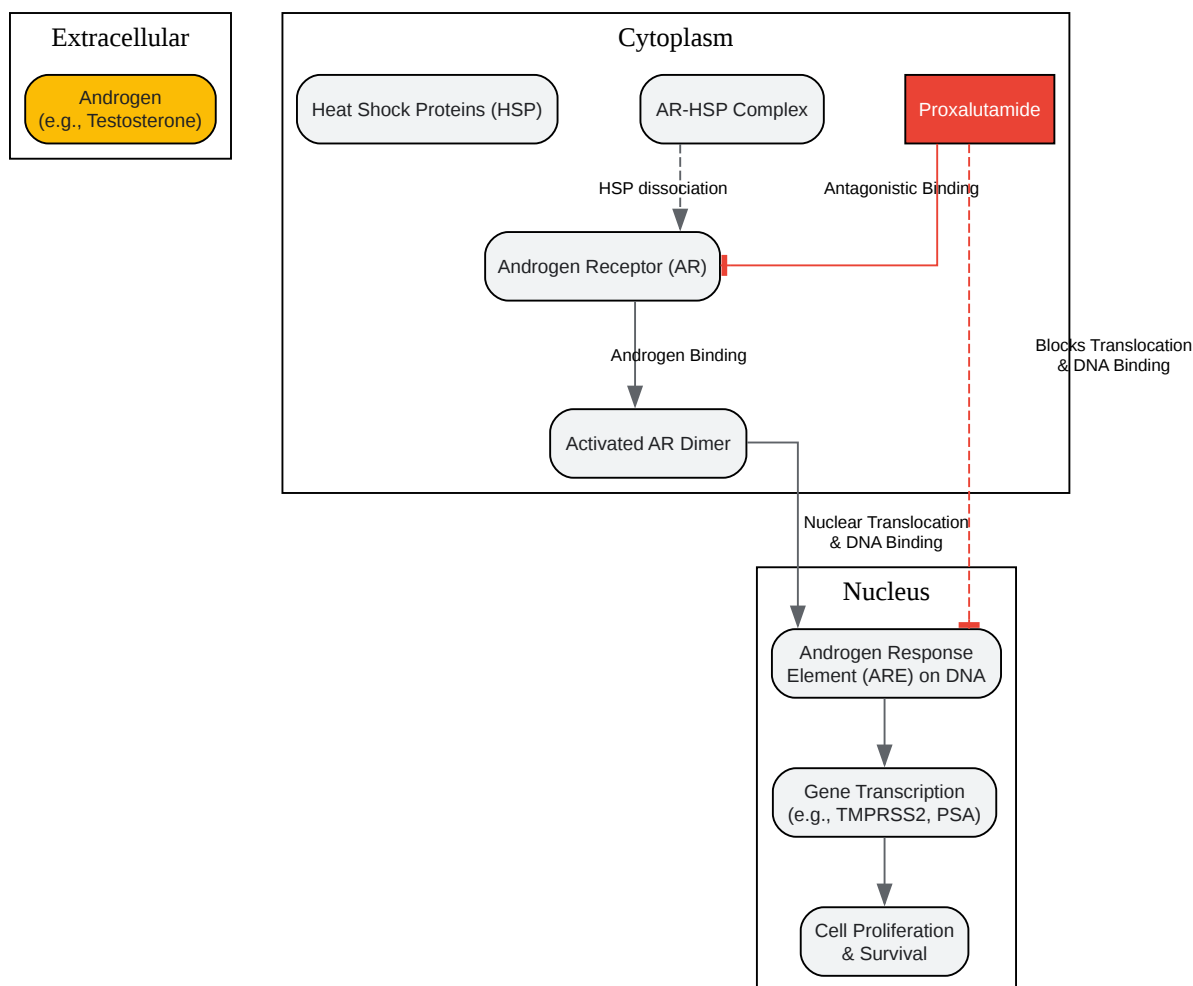 Extracellular
Androgen
(e.g., Testosterone)
Cytoplasm
Heat Shock Proteins (HSP)
AR-HSP Complex
Proxalutamide
HSP dissociation
Antagonistic Binding
Androgen Receptor (AR)
Androgen Binding
Blocks Translocation
& DNA Binding
Activated AR Dimer
Nuclear Translocation
& DNA Binding
Nucleus
Androgen Response
Element (ARE) on DNA
Gene Transcription
(e.g., TMPRSS2, PSA)
Cell Proliferation
& Survival